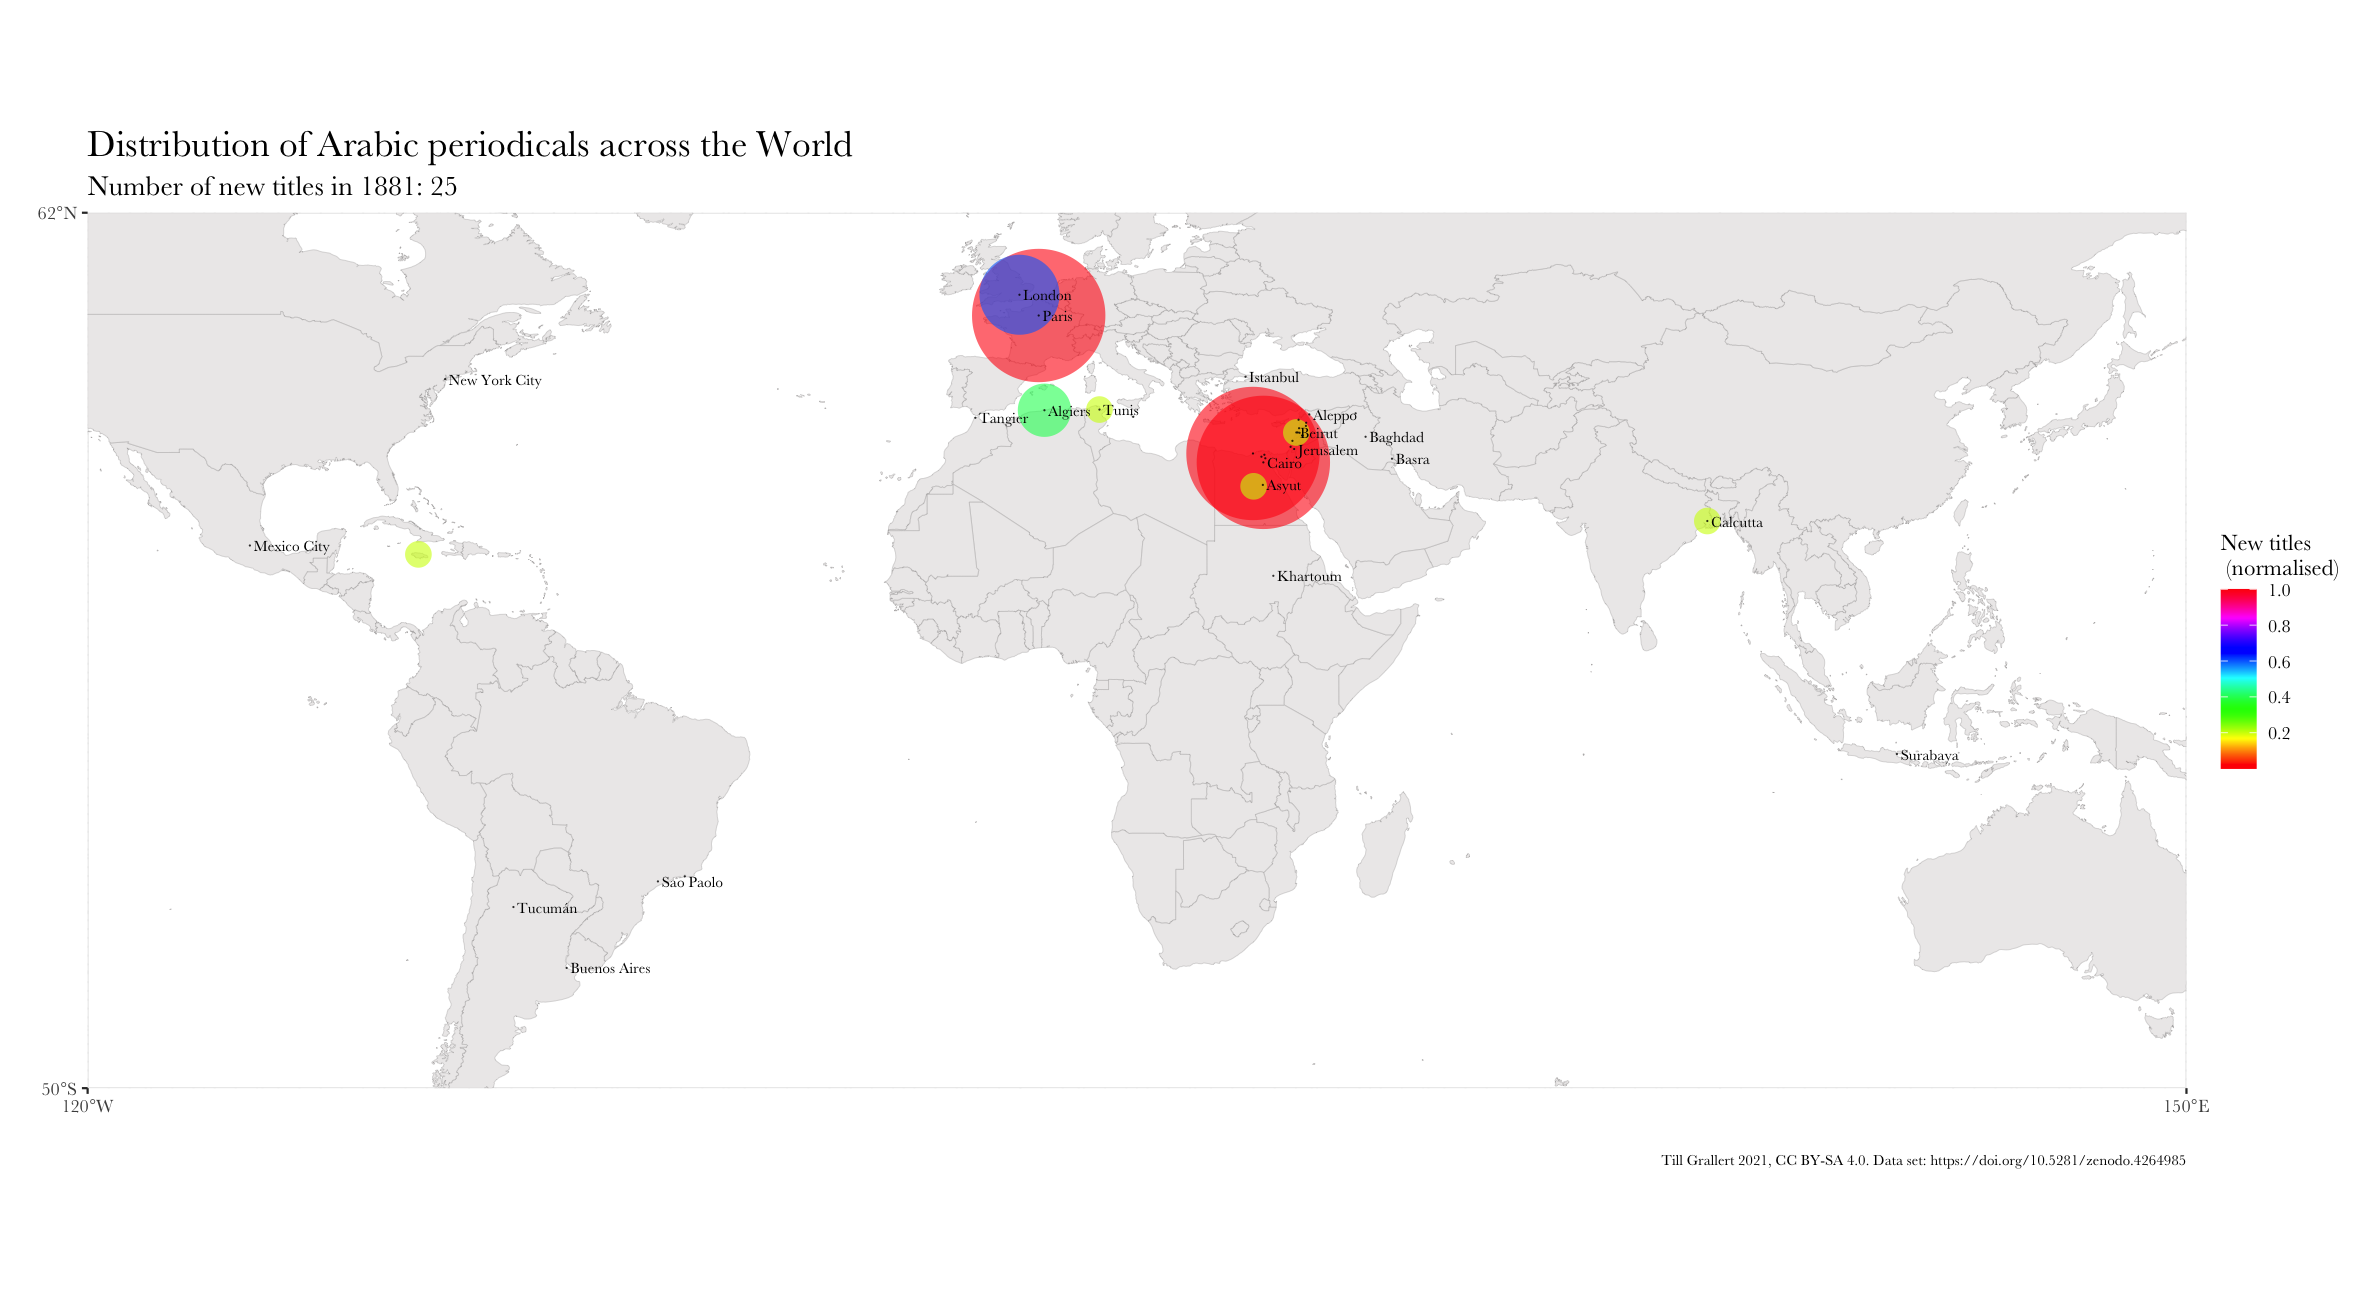 Distribution of Arabic periodicals across the World
Number of new titles in 1881: 25
62°N
London
Paris
New York City
Istanbul
Tangier
Algiers
Tunis
Aleppo
Beirut
Baghdad
Jerusalem
Basra
Cairo
Asyut
Calcutta
Mexico City
Khartoum
New titles
(normalised)
1.0
0.8
0.6
0.4
0.2
Surabaya
Sao Paolo
Tucumán
Buenos Aires
50°S
120°W
150°E
Till Grallert 2021, CC BY-SA 4.0. Data set: https://doi.org/10.5281/zenodo.4264985